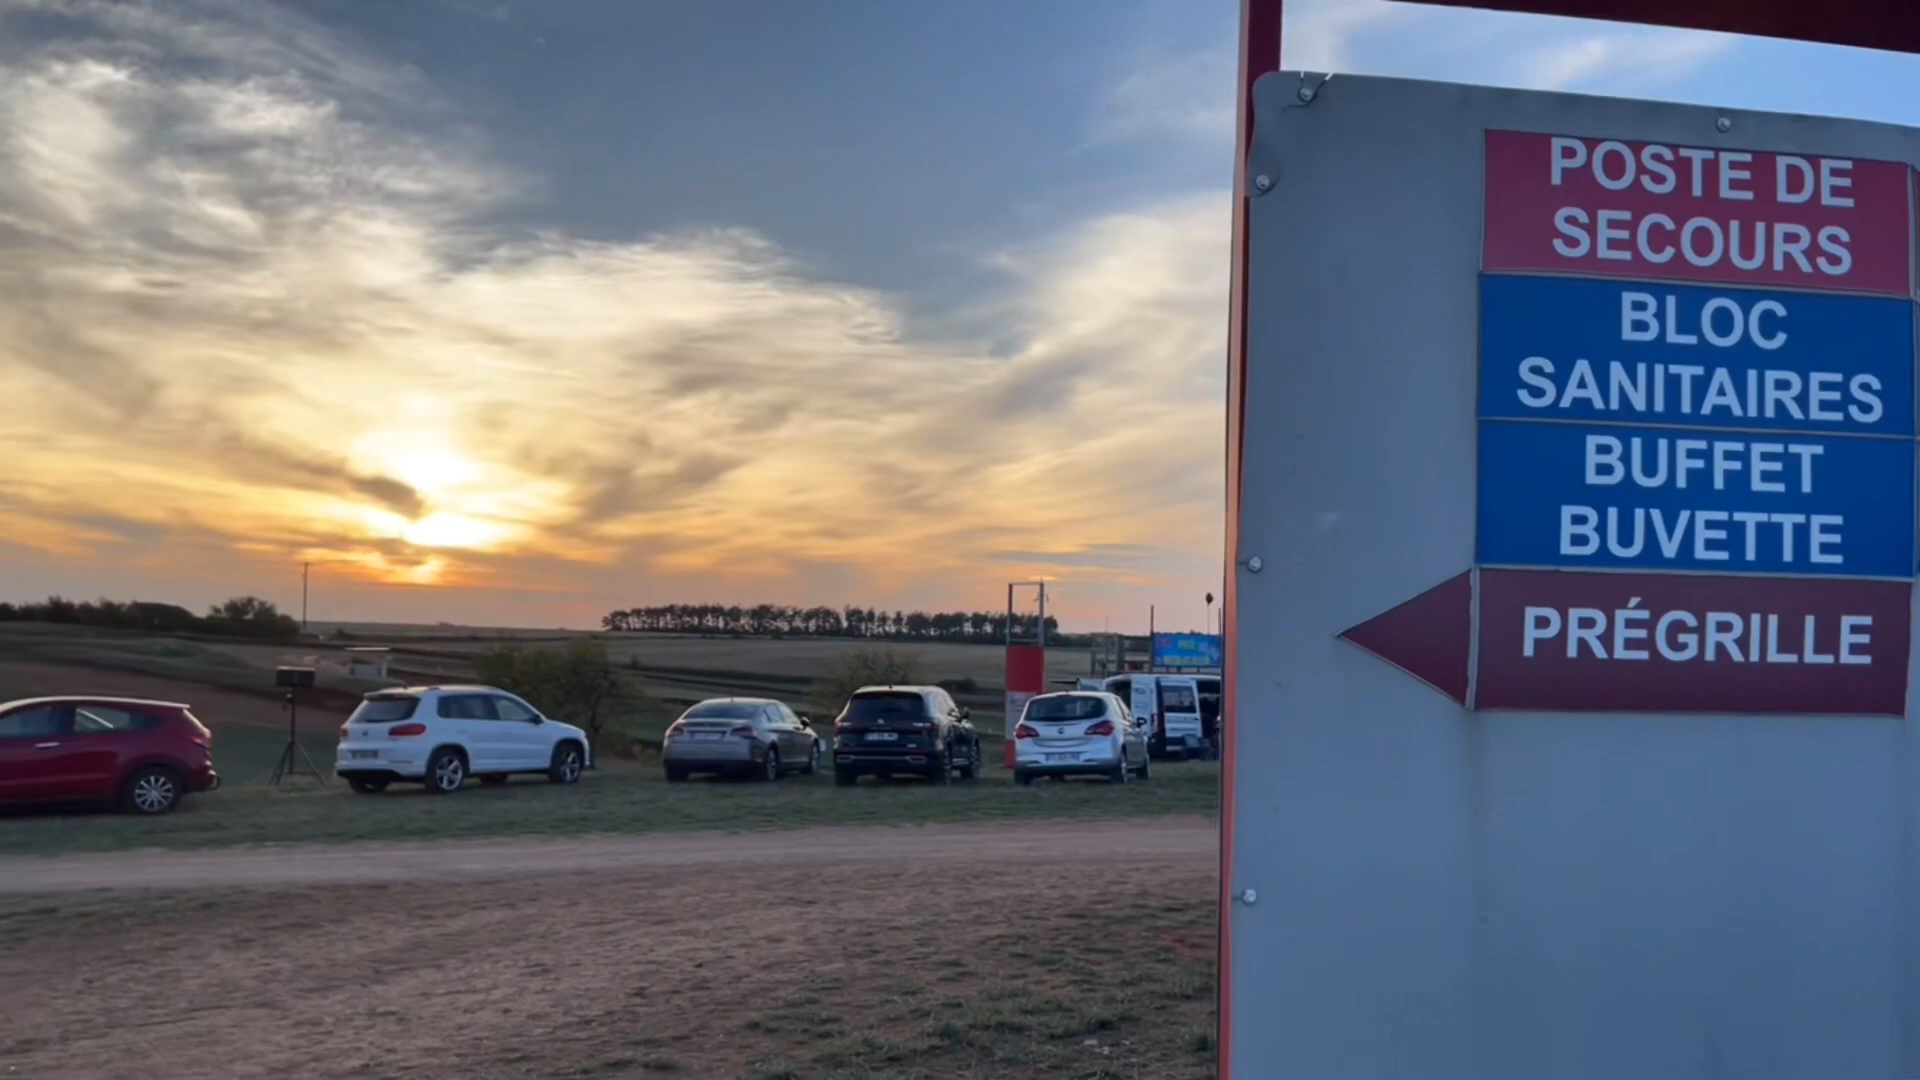 POSTE DE
SECOURS
BLOC
SANITAIRES
BUFFET
BUVETTE
PRÉGRILLE